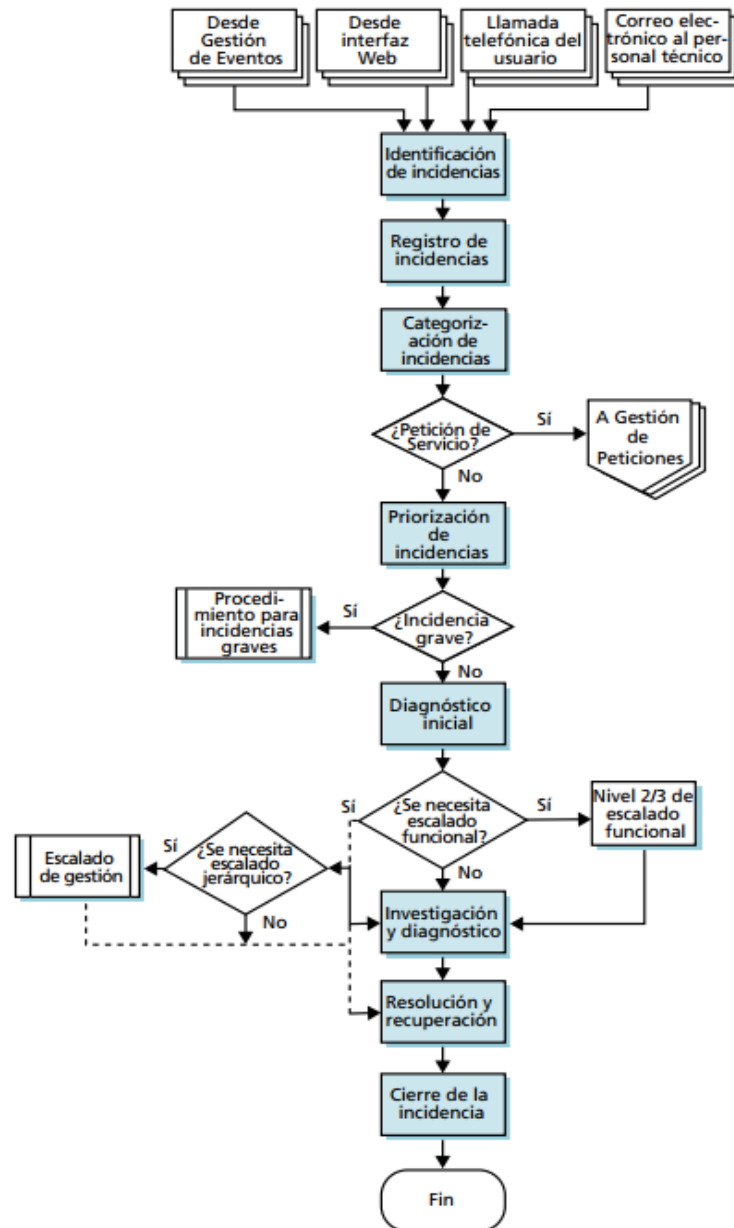 Desde
Gestión
de Eventos
Desde
interfaz
Web
Llamada
telefónica del
usuario
Correo elec-
trónico al per-
sonal técnico
Identificación
de incidencias
Registro de
incidencias
Categoriz-
ación de
incidencias
¿Petición de
Servicio?
Sí
A Gestión
de
Peticiones
No
Priorización
de
incidencias
Procedi-
miento para
incidencias
graves
Sí
¿Incidencia
grave?
No
Diagnóstico
inicial
Sí
¿Se necesita
escalado
funcional?
Sí
Nivel 2/3 de
escalado
funcional
No
Escalado
de gestión
Sí
¿Se necesita
escalado
jerárquico?
No
Investigación
y diagnóstico
Resolución y
recuperación
Cierre de la
incidencia
Fin